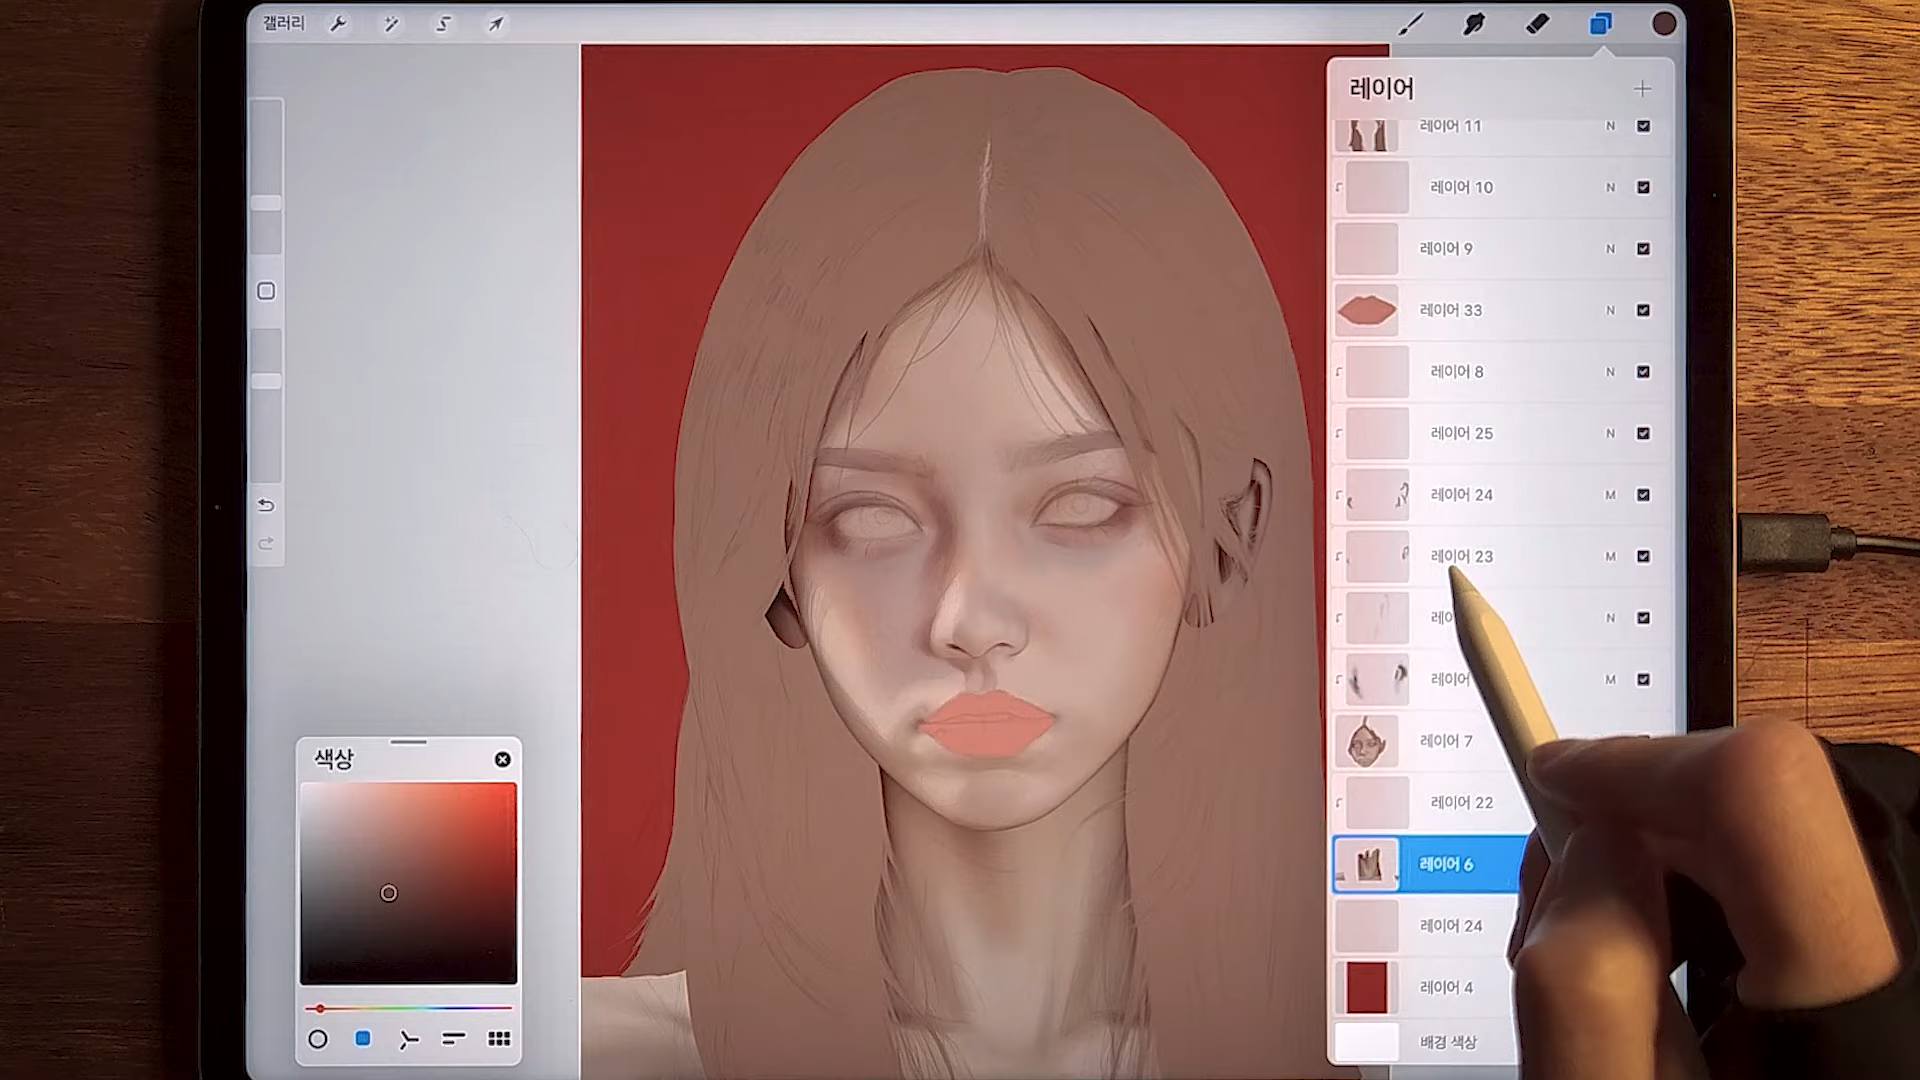 갤러리
레이어
레이어 11
N
레이어 10
N
레이어 9
N
레이어 33
N
레이어 8
N
레이어 25
N
레이어 24
M
레이어 23
M
N
M
레이어 7
레이어 22
레이어 6
레이어 24
레이어 4
배경 색상
색상